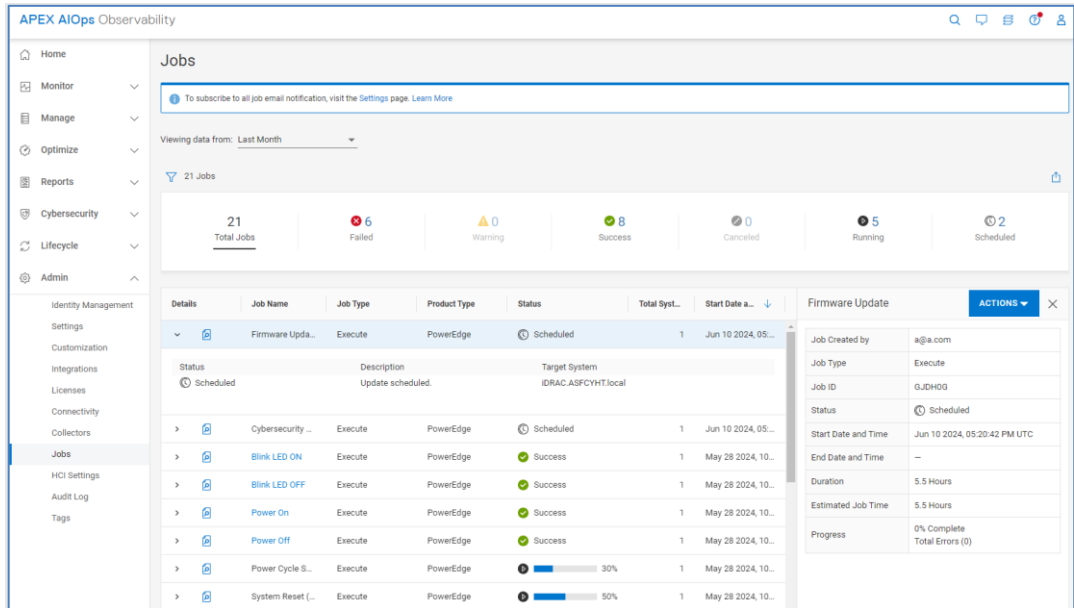 APEX AIOps Observability
Home
Monitor
Manage
Optimize
Reports
Cybersecurity
Lifecycle
Admin
Identity Management
Settings
Customization
Integrations
Licenses
Connectivity
Collectors
Jobs
HCI Settings
Audit Log
Tags
Jobs
To subscribe to all job email notification, visit the Settings page. Learn More
Viewing data from: Last Month
21 Jobs
21 6 0 8 0 5 2
Total Jobs Failed Warning Success Canceled Running Scheduled
Details Job Name Job Type Product Type Status Total Syst... Start Date a...
Firmware Upda... Execute PowerEdge Scheduled 1 Jun 10 2024, 05:...
Status Description Target System
Scheduled Update scheduled. iDRAC.ASFCYHT.local
Cybersecurity ... Execute PowerEdge Scheduled 1 Jun 10 2024, 05:...
Blink LED ON Execute PowerEdge Success 1 May 28 2024, 10...
Blink LED OFF Execute PowerEdge Success 1 May 28 2024, 10...
Power On Execute PowerEdge Success 1 May 28 2024, 10...
Power Off Execute PowerEdge Success 1 May 28 2024, 10...
Power Cycle S... Execute PowerEdge 30% 1 May 28 2024, 10...
System Reset (... Execute PowerEdge 50% 1 May 28 2024, 10...
Firmware Update ACTIONS
Job Created by a@a.com
Job Type Execute
Job ID GJDH0G
Status Scheduled
Start Date and Time Jun 10 2024, 05:20:42 PM UTC
End Date and Time –
Duration 5.5 Hours
Estimated Job Time 5.5 Hours
Progress 0% Complete
Total Errors (0)